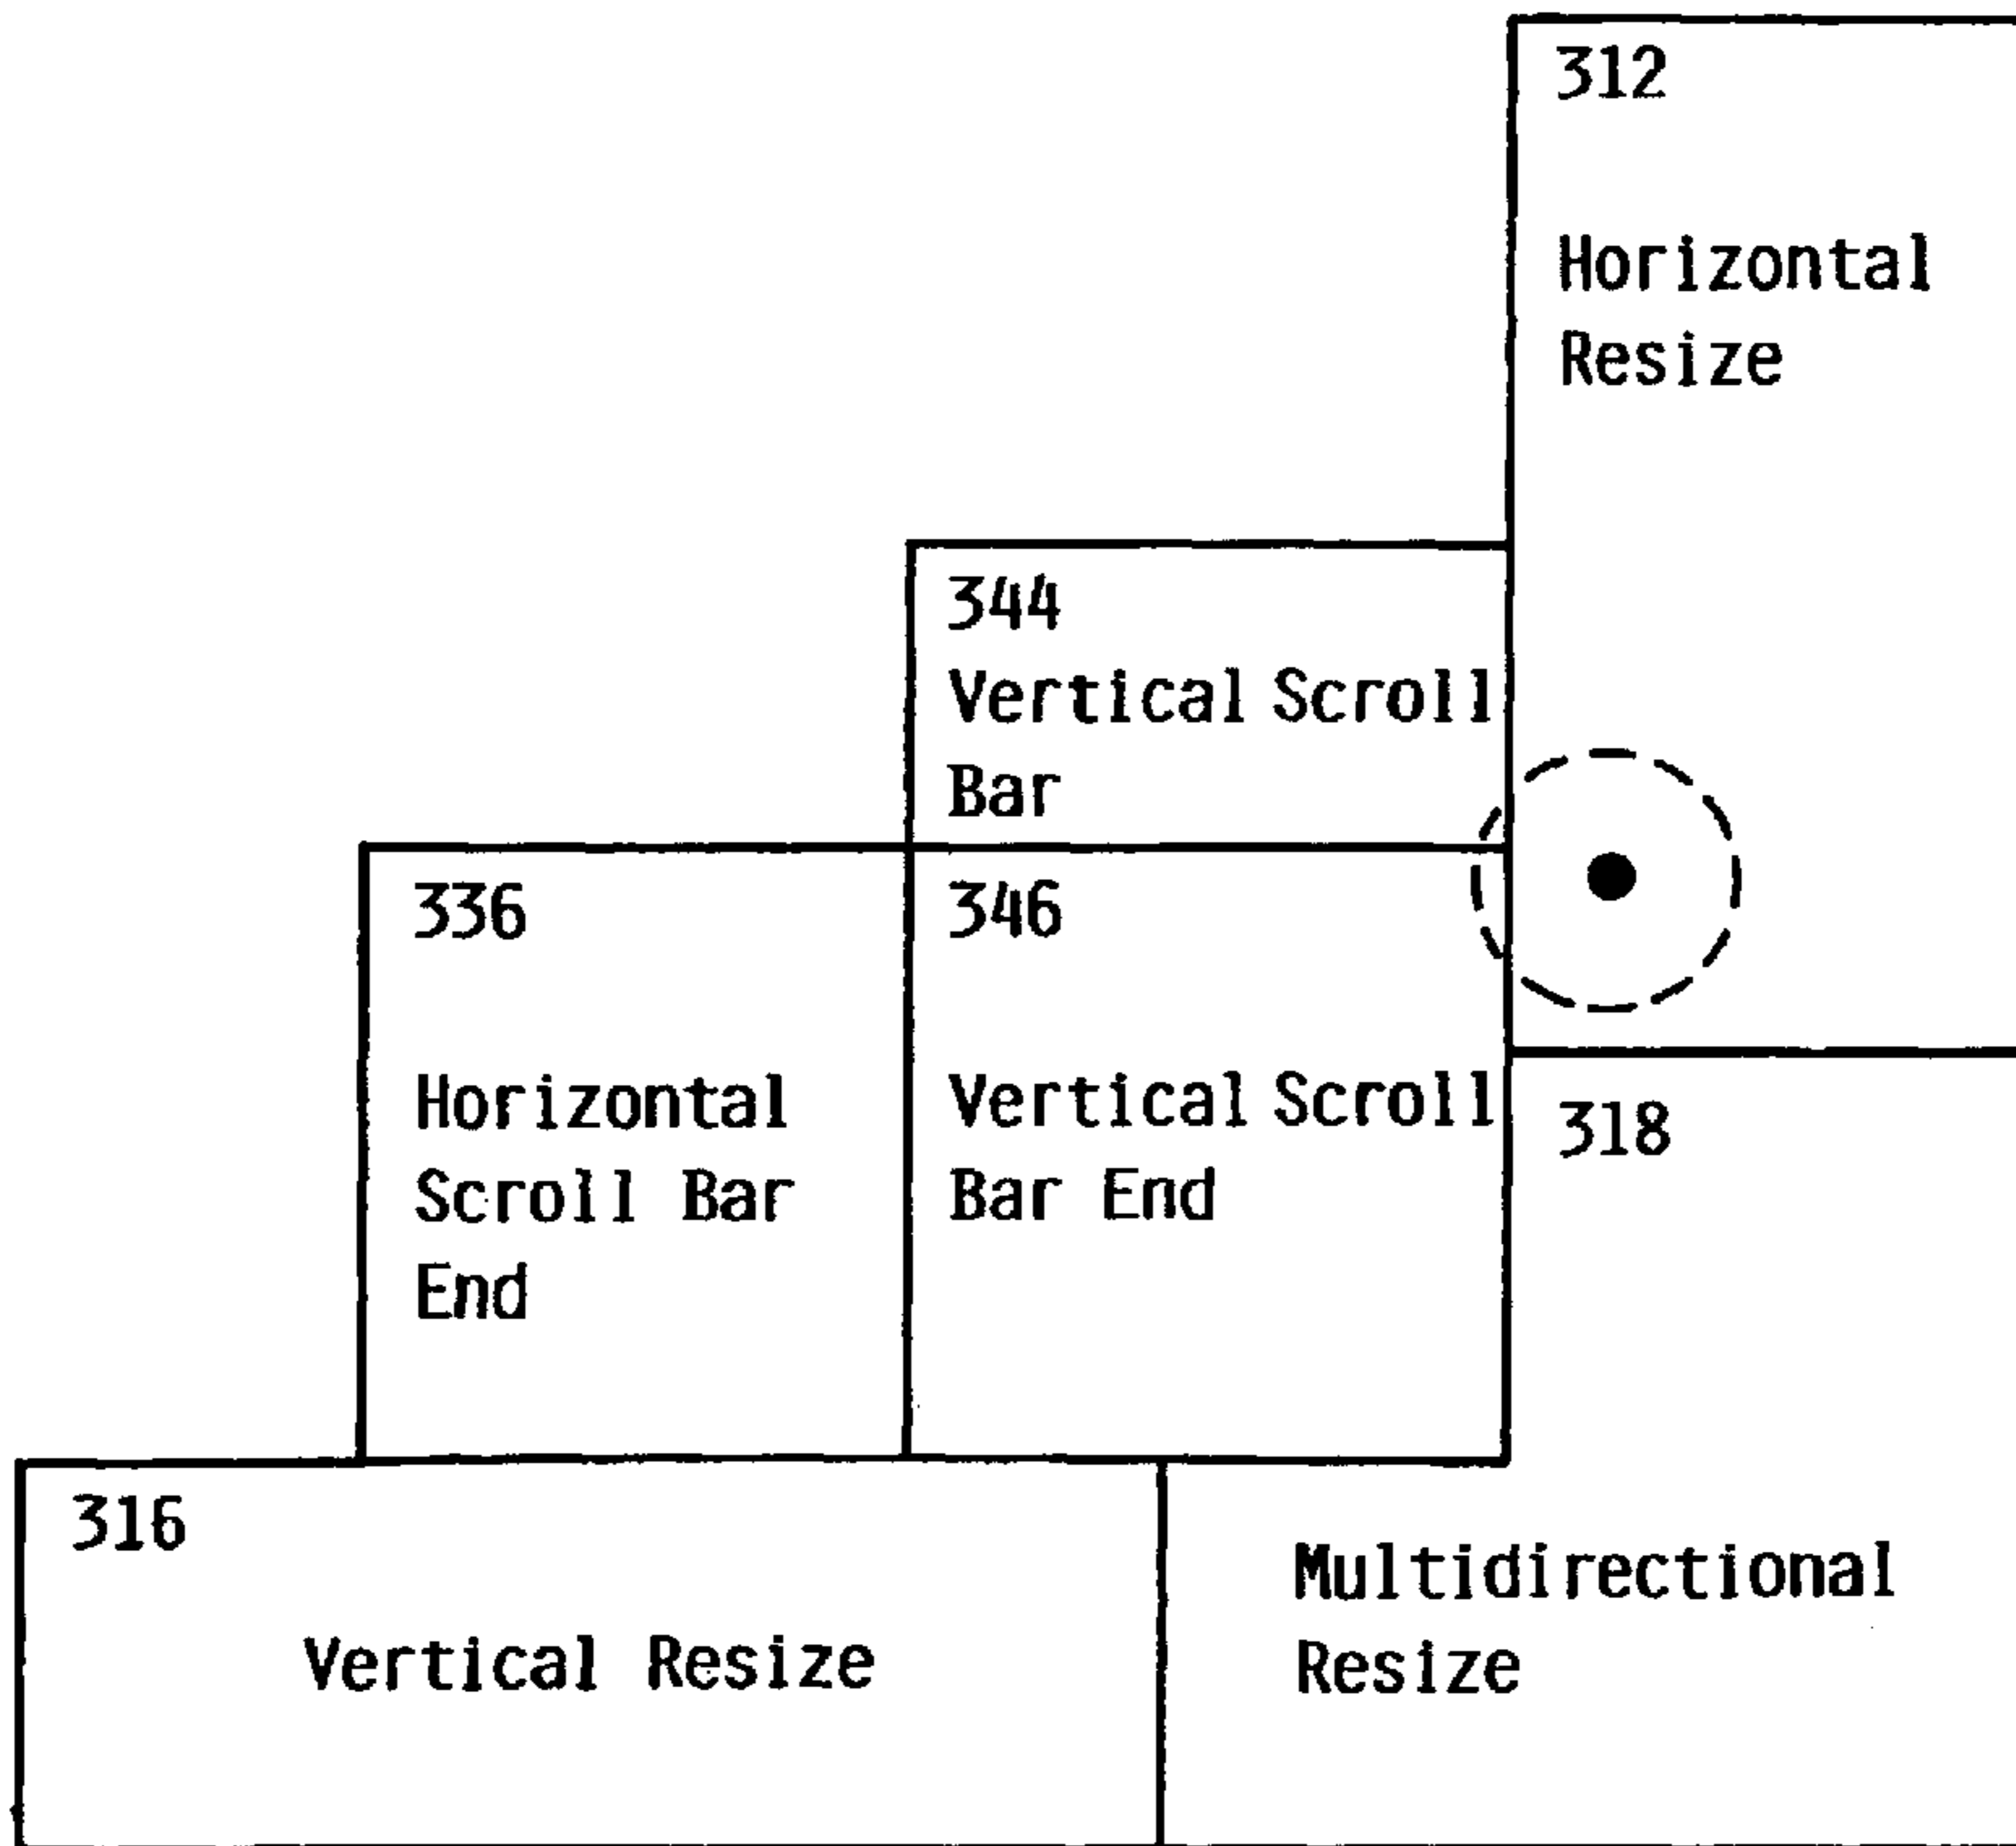 312
Horizontal
Resize
344
Vertical Scroll
Bar
336
Horizontal
Scroll Bar
End
346
Vertical Scroll
Bar End
318
Multidirectional
Resize
316
Vertical Resize